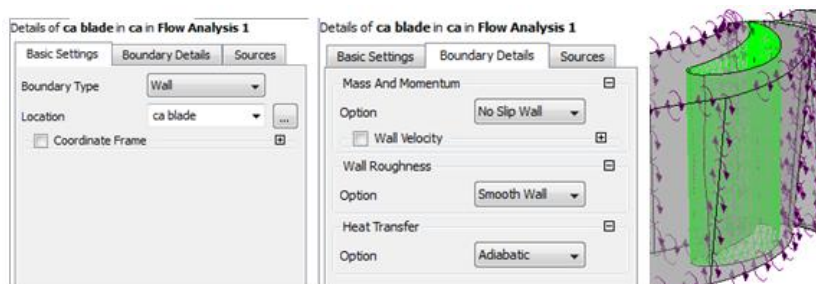 Details of ca blade in ca in Flow Analysis 1
Basic Settings
Boundary Details
Sources
Boundary Type
Wall
Location
ca blade
...
Coordinate Frame
Details of ca blade in ca in Flow Analysis 1
Basic Settings
Boundary Details
Sources
Mass And Momentum
Option
No Slip Wall
Wall Velocity
Wall Roughness
Option
Smooth Wall
Heat Transfer
Option
Adiabatic